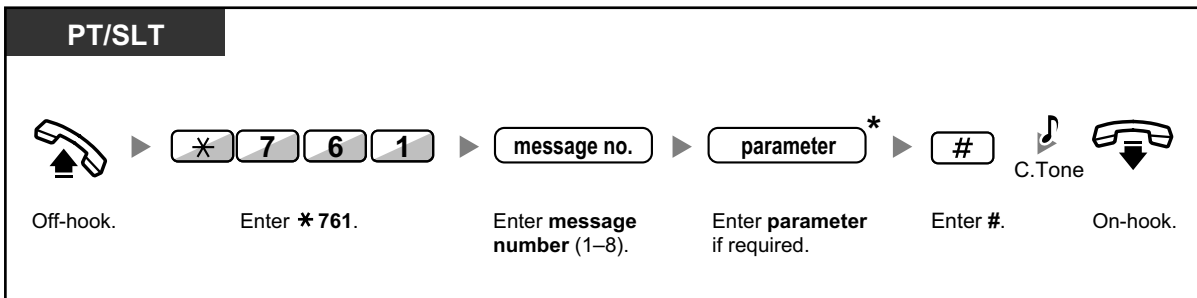 PT/SLT
✳ 7 6 1 message no. parameter * #
C.Tone
Off-hook. Enter ✳ 761. Enter message Enter parameter Enter #. On-hook.
number (1–8). if required.